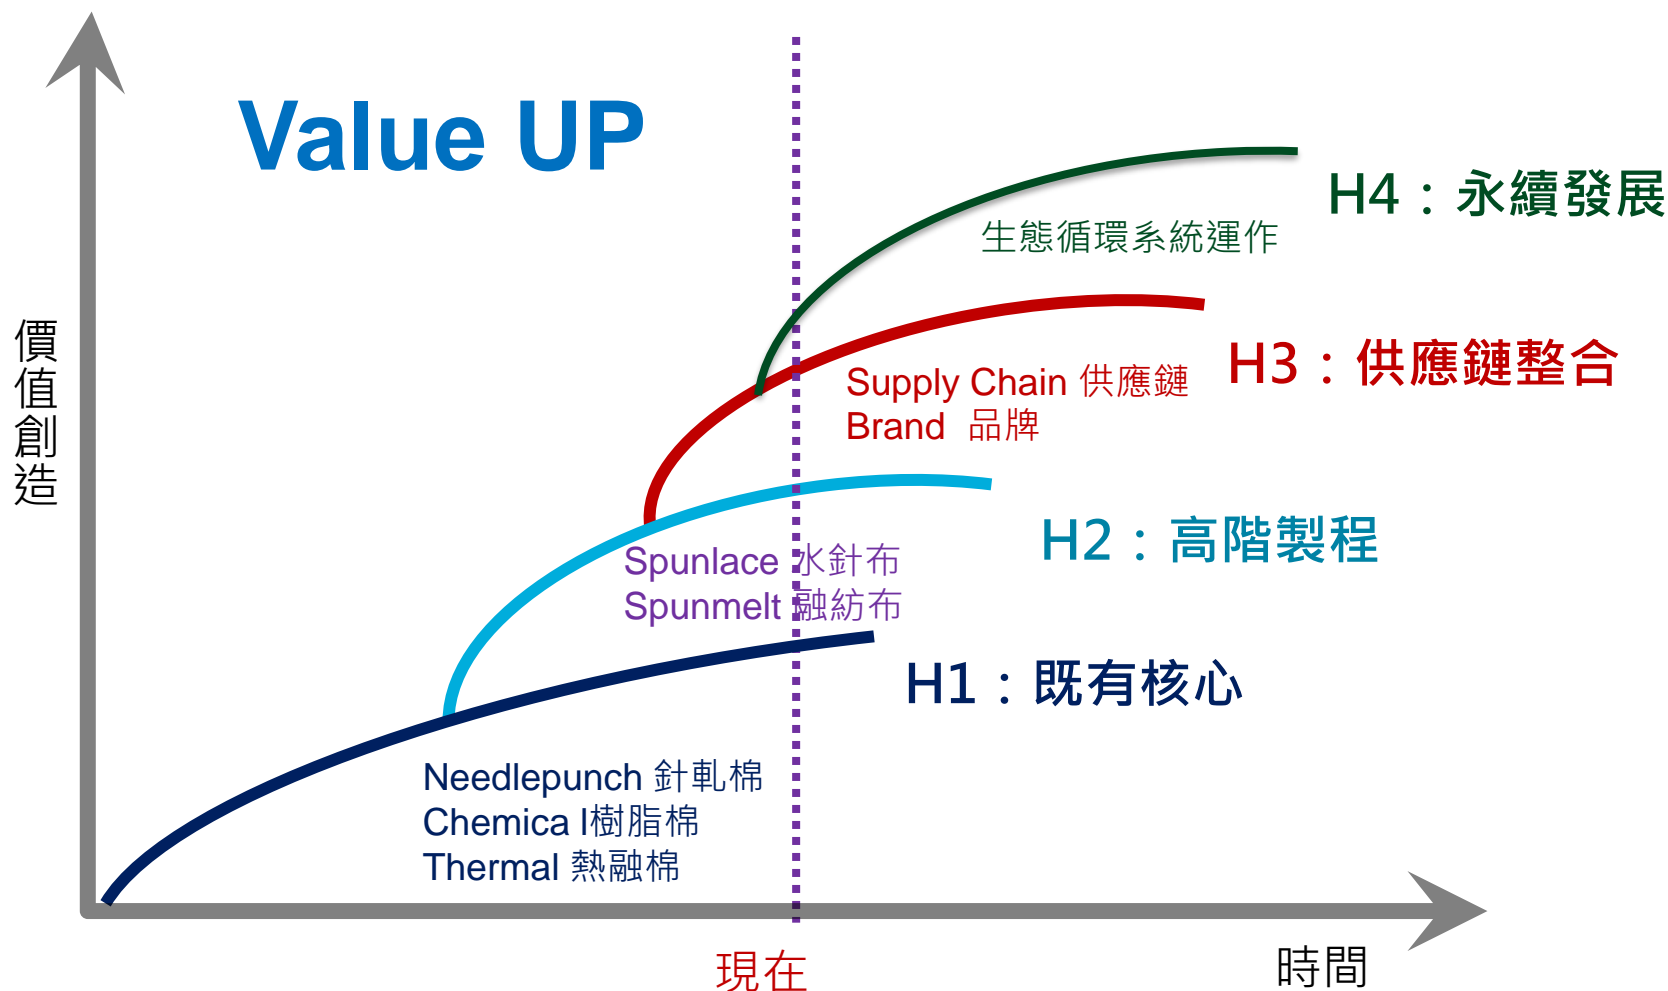 Value UP
H4：永續發展
生態循環系統運作
價值創造
H3：供應鏈整合
Supply Chain 供應鏈
Brand 品牌
H2：高階製程
Spunlace 水針布
Spunmelt 融紡布
H1：既有核心
Needlepunch 針軋棉
Chemica l樹脂棉
Thermal 熱融棉
現在
時間